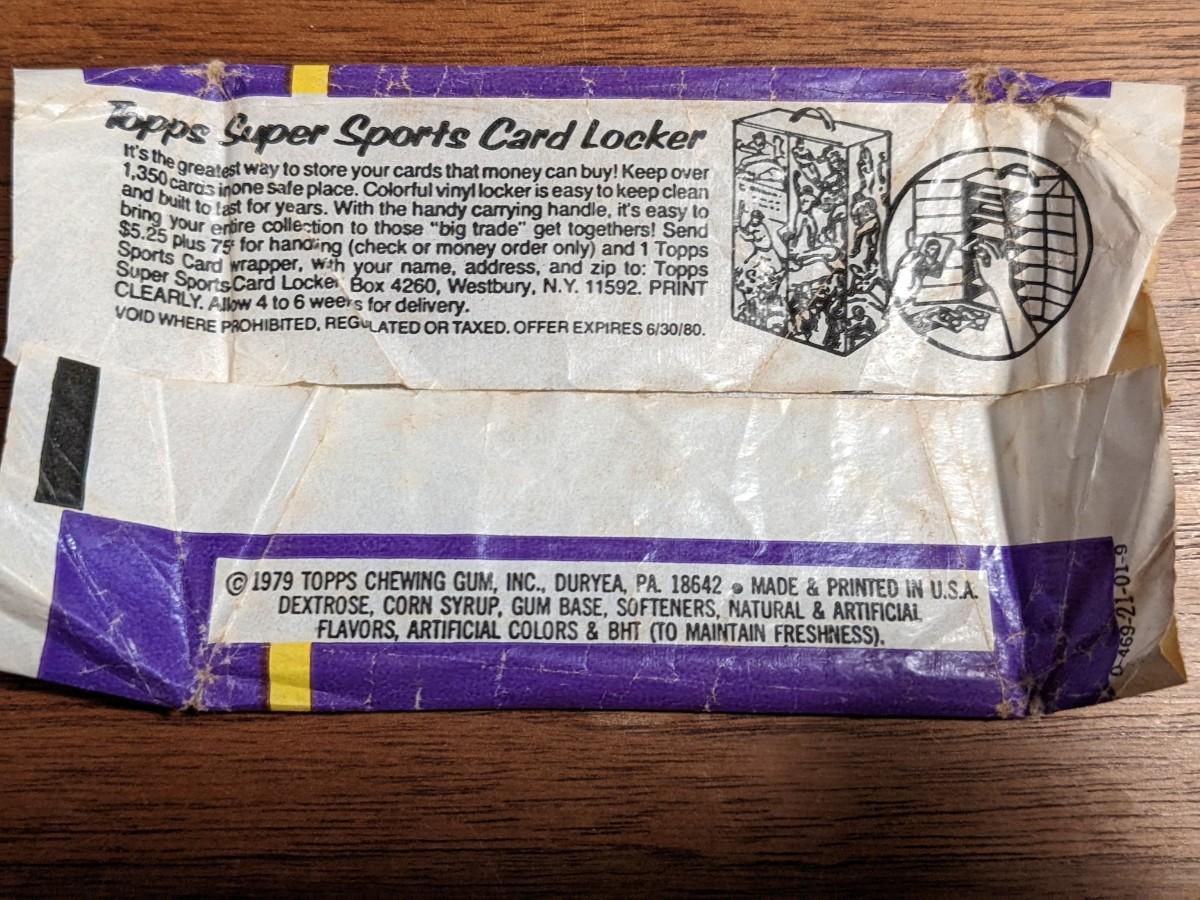 Topps Super Sports Card Locker
It's the greatest way to store your cards that money can buy! Keep over
1,350 cards in one safe place. Colorful vinyl locker is easy to keep clean
and built to last for years. With the handy carrying handle, it's easy to
bring your entire collection to those "big trade" get togethers! Send
$5.25 plus 75¢ for handling (check or money order only) and 1 Topps
Sports Card wrapper, with your name, address, and zip to: Topps
Super Sports Card Locker, Box 4260, Westbury, N.Y. 11592. PRINT
CLEARLY. Allow 4 to 6 weeks for delivery.
VOID WHERE PROHIBITED, REGULATED OR TAXED. OFFER EXPIRES 6/30/80.
© 1979 TOPPS CHEWING GUM, INC., DURYEA, PA. 18642 • MADE & PRINTED IN U.S.A.
DEXTROSE, CORN SYRUP, GUM BASE, SOFTENERS, NATURAL & ARTIFICIAL
FLAVORS, ARTIFICIAL COLORS & BHT (TO MAINTAIN FRESHNESS).
0-469-21-01-9